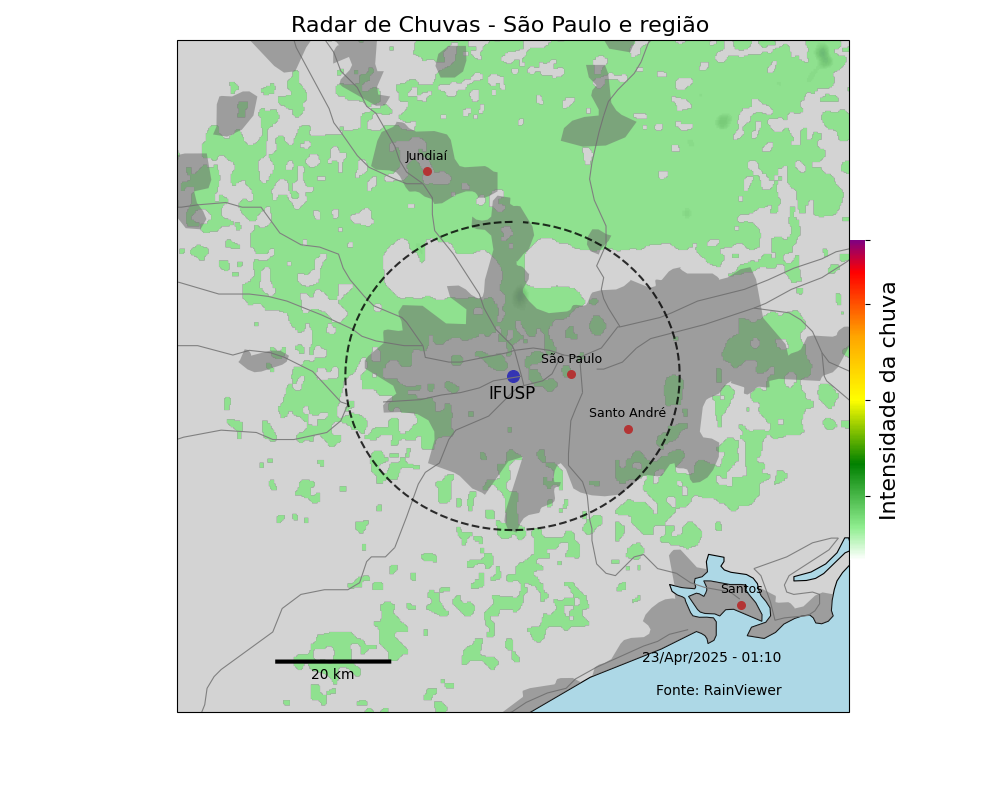 Radar de Chuvas - São Paulo e região
Jundiaí
São Paulo
IFUSP
Santo André
Santos
23/Apr/2025 - 01:10
20 km
Fonte: RainViewer
Intensidade da chuva